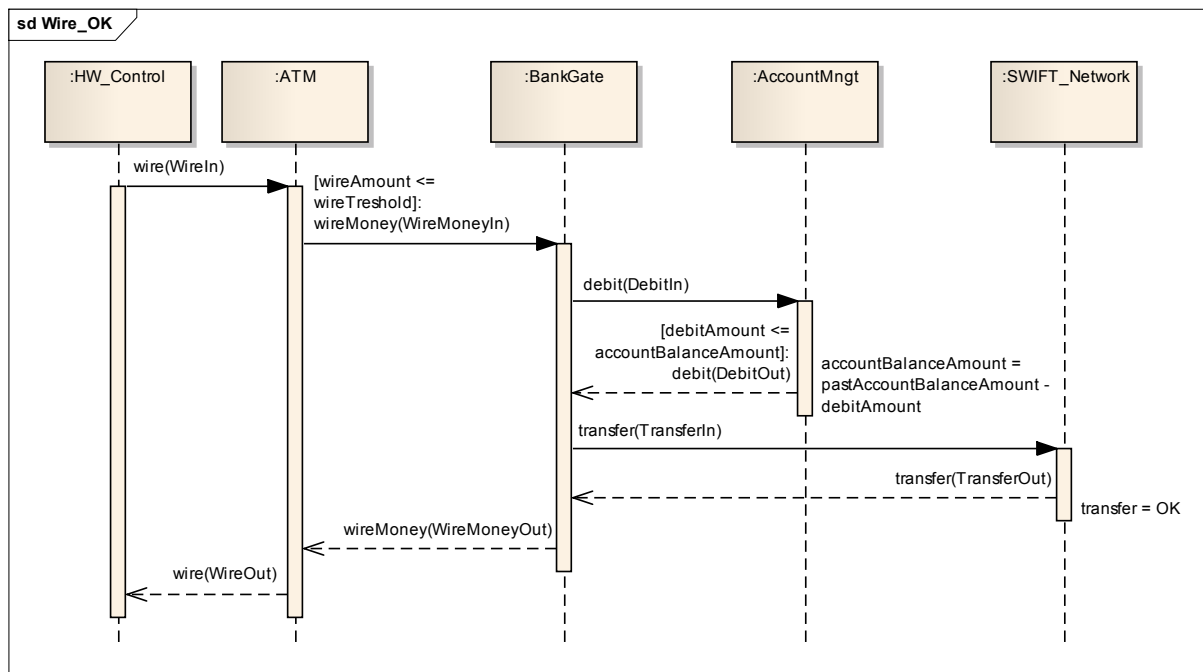 sd Wire_OK
:HW_Control
:ATM
:BankGate
:AccountMngt
:SWIFT_Network
wire(WireIn)
[wireAmount <=
wireTreshold]:
wireMoney(WireMoneyIn)
debit(DebitIn)
[debitAmount <=
accountBalanceAmount]:
debit(DebitOut)
accountBalanceAmount =
pastAccountBalanceAmount -
debitAmount
transfer(TransferIn)
transfer(TransferOut)
transfer = OK
wireMoney(WireMoneyOut)
wire(WireOut)